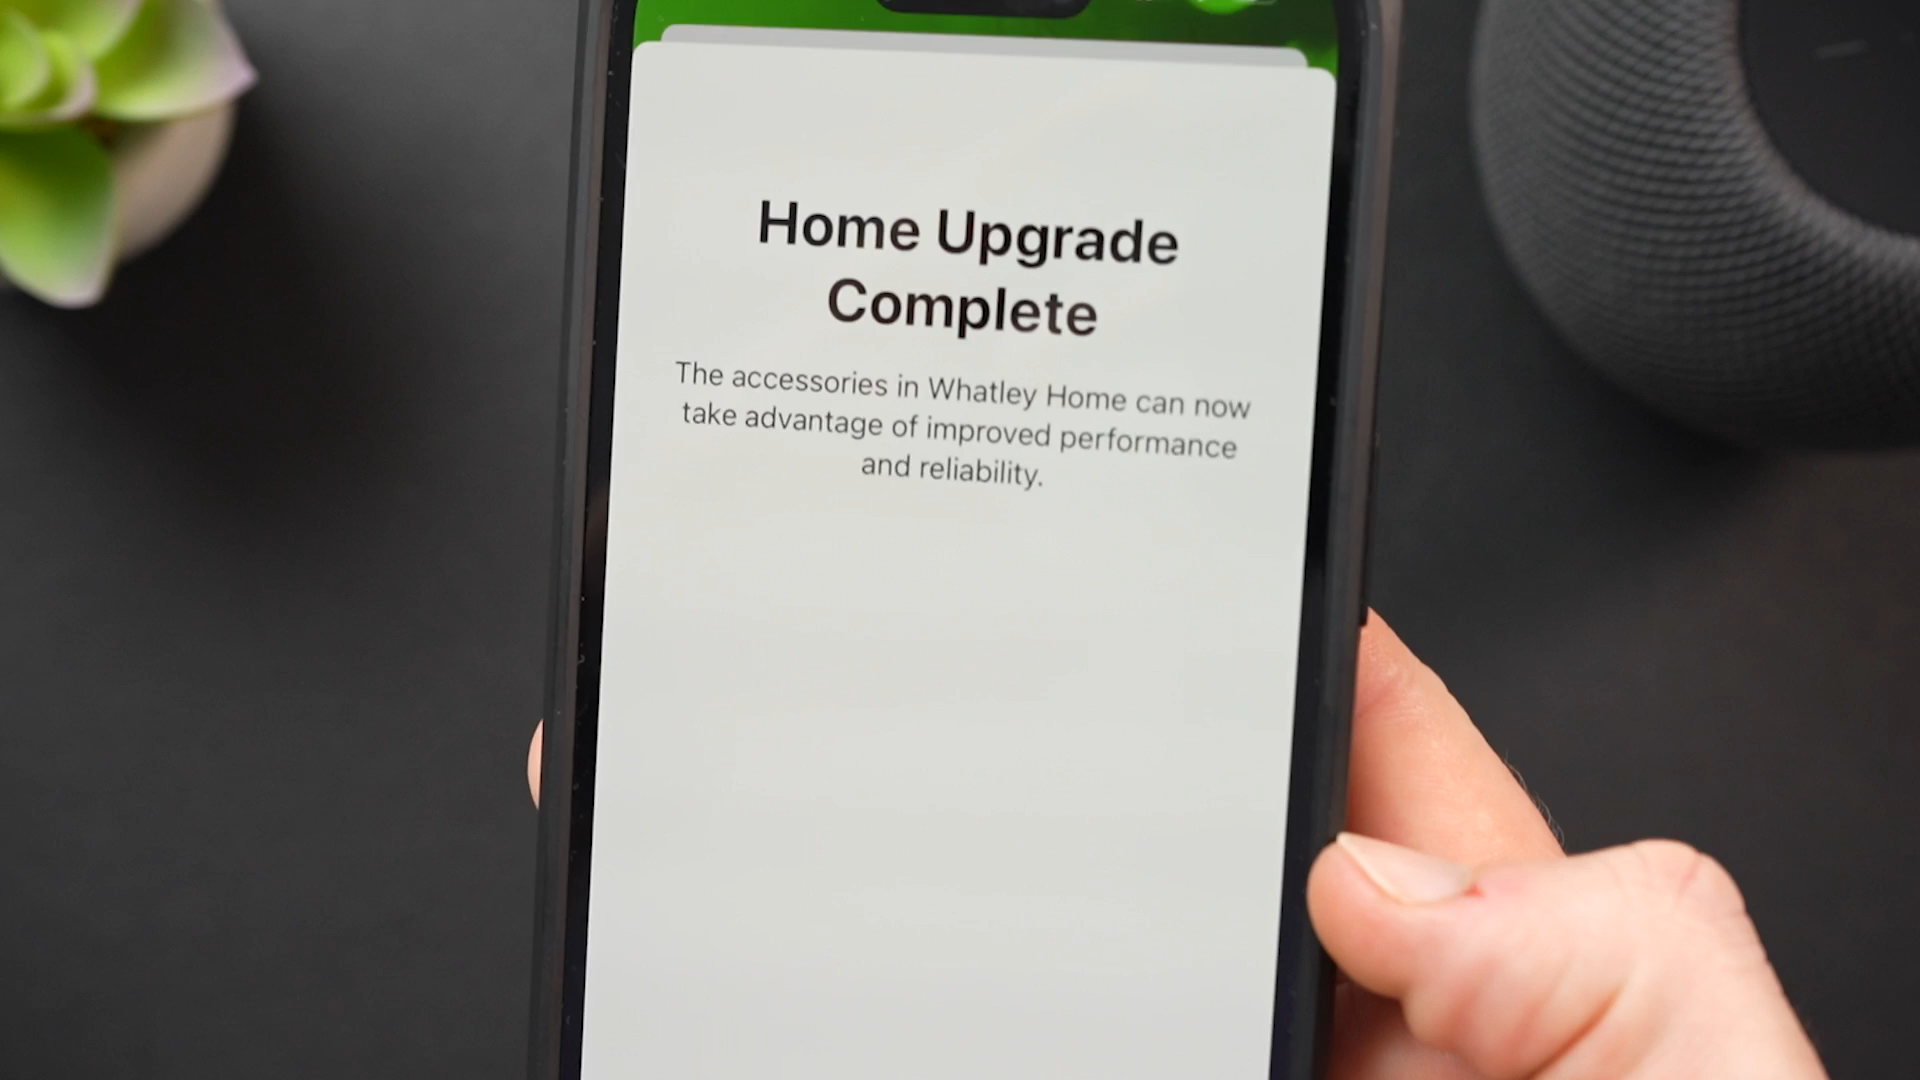 Home Upgrade
Complete
The accessories in Whatley Home can now
take advantage of improved performance
and reliability.